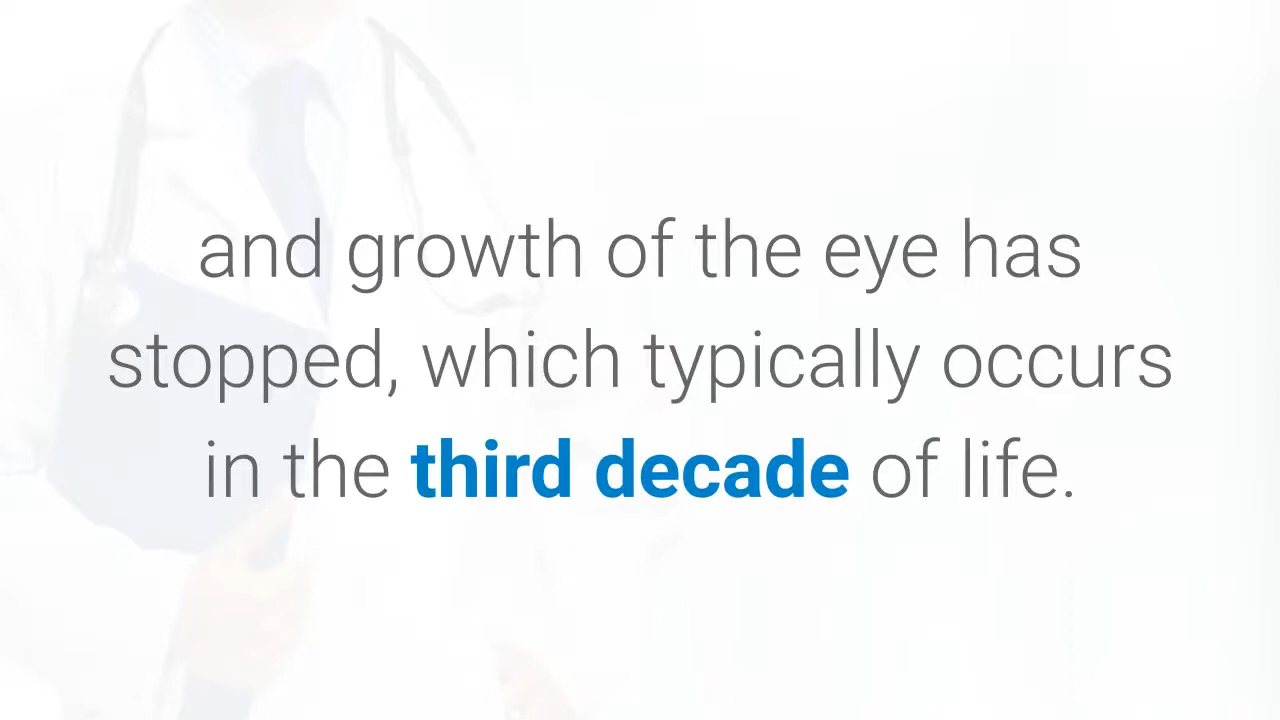 and growth of the eye has
stopped, which typically occurs
in the third decade of life.